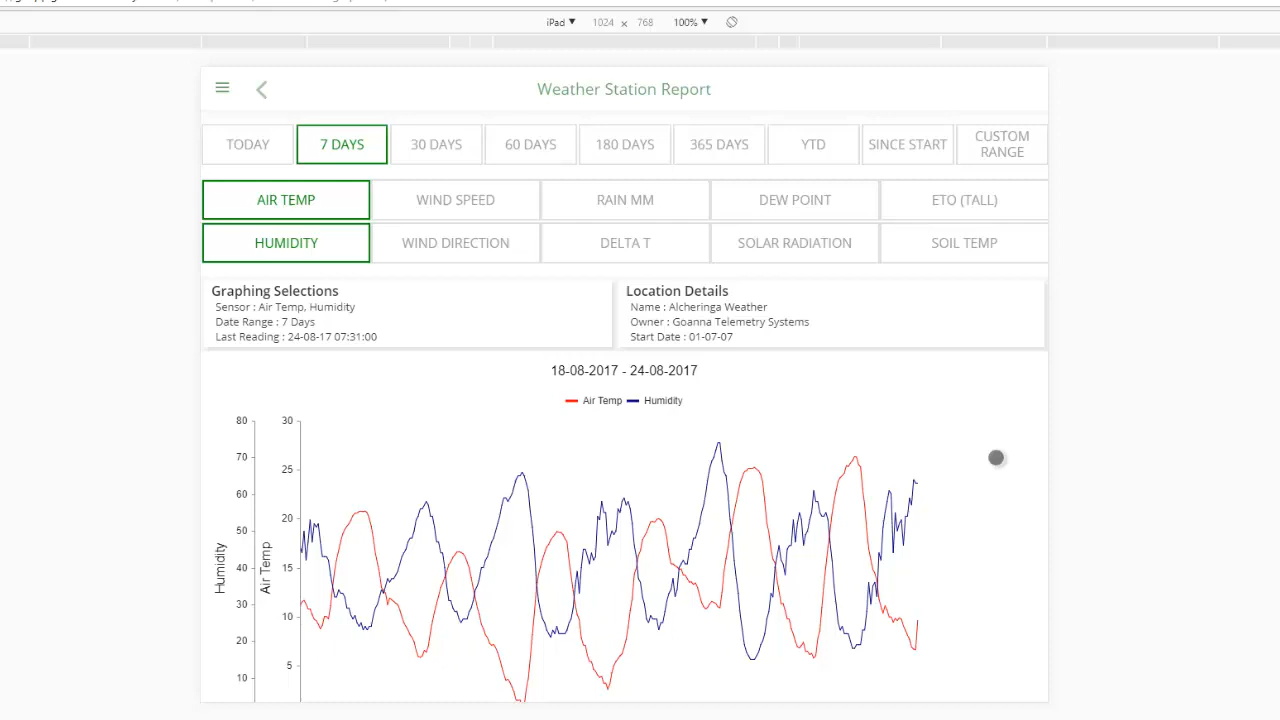 iPad ▼ 1024 x 768 100% ▼
Weather Station Report
TODAY 7 DAYS 30 DAYS 60 DAYS 180 DAYS 365 DAYS YTD SINCE START CUSTOM RANGE
AIR TEMP WIND SPEED RAIN MM DEW POINT ETO (TALL)
HUMIDITY WIND DIRECTION DELTA T SOLAR RADIATION SOIL TEMP
Graphing Selections
Sensor : Air Temp, Humidity
Date Range : 7 Days
Last Reading : 24-08-17 07:31:00
Location Details
Name : Alcheringa Weather
Owner : Goanna Telemetry Systems
Start Date : 01-07-07
18-08-2017 - 24-08-2017
Air Temp Humidity
Humidity
80
70
60
50
40
30
20
10
Air Temp
30
25
20
15
10
5